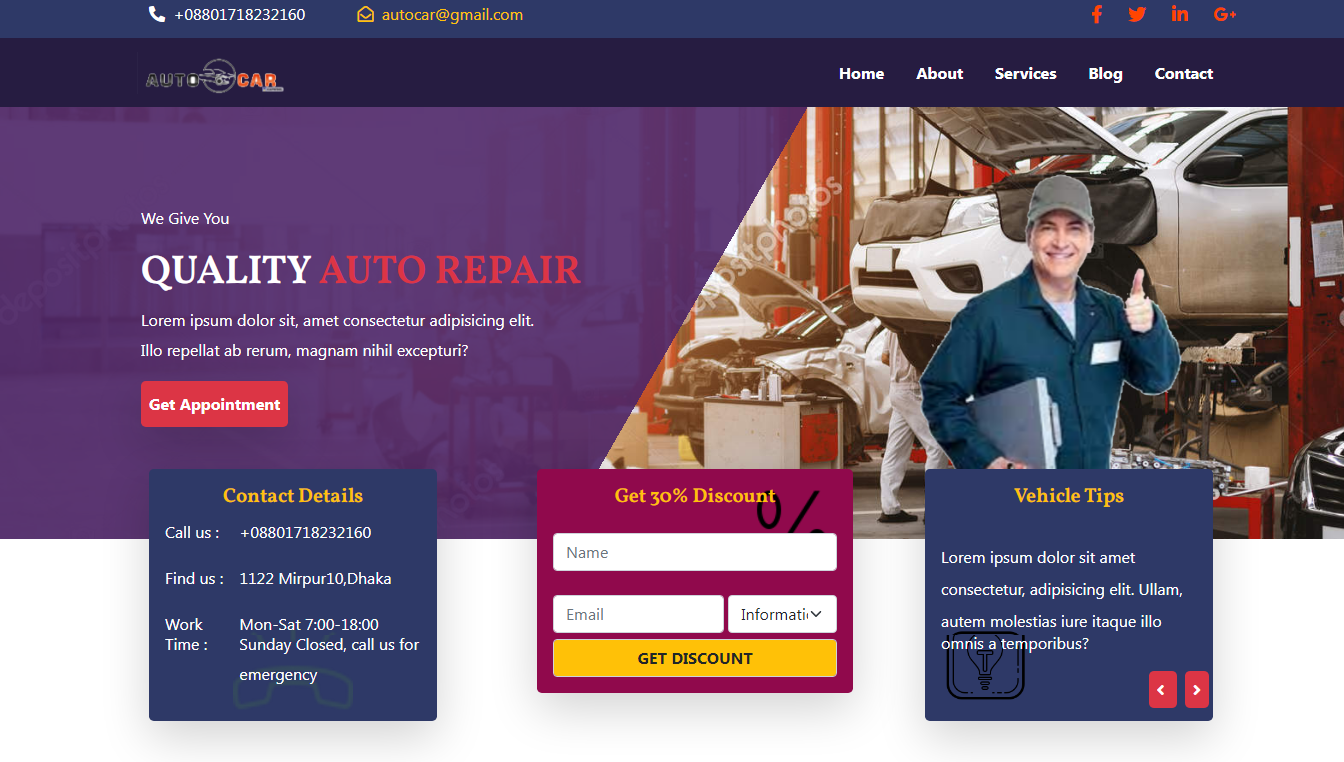 +08801718232160 autocar@gmail.com
AUTO CAR
Home About Services Blog Contact
We Give You
QUALITY AUTO REPAIR
Lorem ipsum dolor sit, amet consectetur adipisicing elit.
Illo repellat ab rerum, magnam nihil excepturi?
Get Appointment
depositphotos
Contact Details
Call us : +08801718232160
Find us : 1122 Mirpur10,Dhaka
Work Mon-Sat 7:00-18:00
Time : Sunday Closed, call us for
emergency
Get 30% Discount
%
Name
Email Informati
GET DISCOUNT
Vehicle Tips
Lorem ipsum dolor sit amet
consectetur, adipisicing elit. Ullam,
autem molestias iure itaque illo
omnis a temporibus?